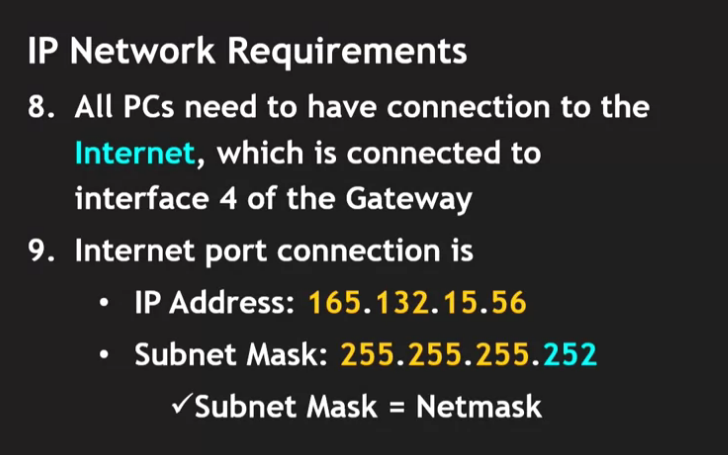 IP Network Requirements
8. All PCs need to have connection to the
Internet, which is connected to
interface 4 of the Gateway
9. Internet port connection is
• IP Address: 165.132.15.56
• Subnet Mask: 255.255.255.252
✓Subnet Mask = Netmask